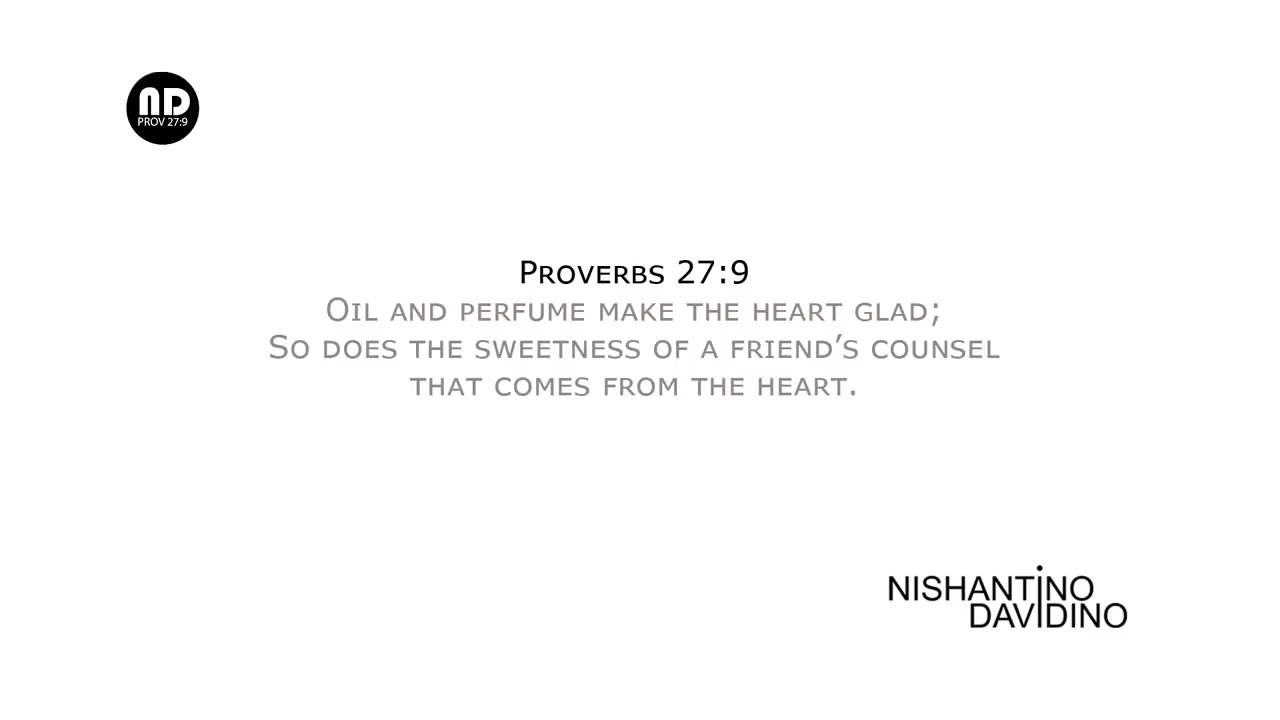 ND
PROV 27:9
Proverbs 27:9
Oil and perfume make the heart glad;
So does the sweetness of a friend’s counsel
that comes from the heart.
NISHANTiNO
DAVIDINO